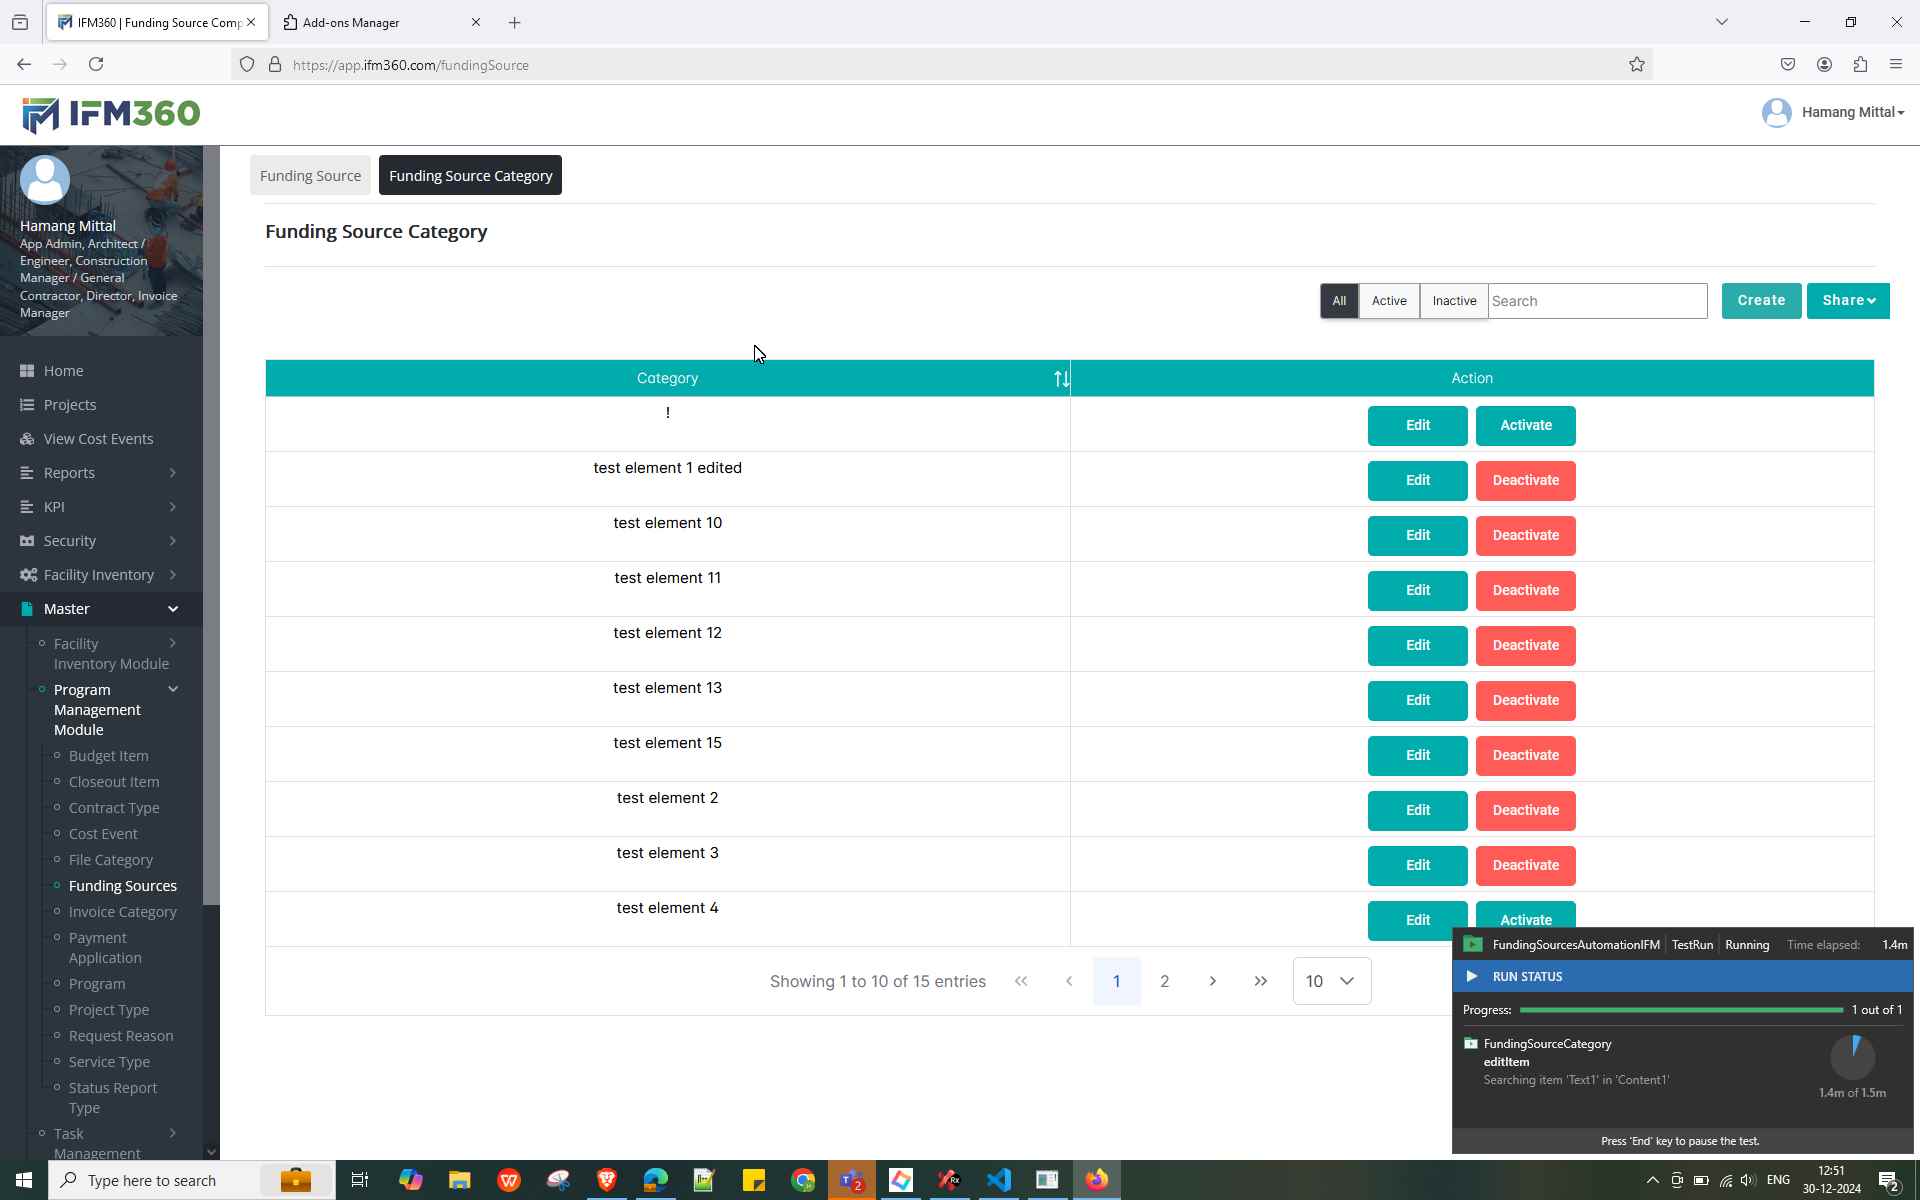 IFM360 | Funding Source Comp
Add-ons Manager
https://app.ifm360.com/fundingSource
IFM360
Hamang Mittal
Hamang Mittal
App Admin, Architect /
Engineer, Construction
Manager / General
Contractor, Director, Invoice
Manager
Home
Projects
View Cost Events
Reports
KPI
Security
Facility Inventory
Master
Facility
Inventory Module
Program
Management
Module
Budget Item
Closeout Item
Contract Type
Cost Event
File Category
Funding Sources
Invoice Category
Payment
Application
Program
Project Type
Request Reason
Service Type
Status Report
Type
Task
Management
Funding Source
Funding Source Category
Funding Source Category
All
Active
Inactive
Search
Create
Share
Category
Action
!
Edit
Activate
test element 1 edited
Edit
Deactivate
test element 10
Edit
Deactivate
test element 11
Edit
Deactivate
test element 12
Edit
Deactivate
test element 13
Edit
Deactivate
test element 15
Edit
Deactivate
test element 2
Edit
Deactivate
test element 3
Edit
Deactivate
test element 4
Edit
Activate
Showing 1 to 10 of 15 entries
1
2
10
FundingSourcesAutomationIFM
TestRun
Running
Time elapsed:
1.4m
RUN STATUS
Progress:
1 out of 1
FundingSourceCategory
editItem
Searching item 'Text1' in 'Content1'
1.4m of 1.5m
Press 'End' key to pause the test.
Type here to search
2
Rx
ENG
12:51
30-12-2024
2